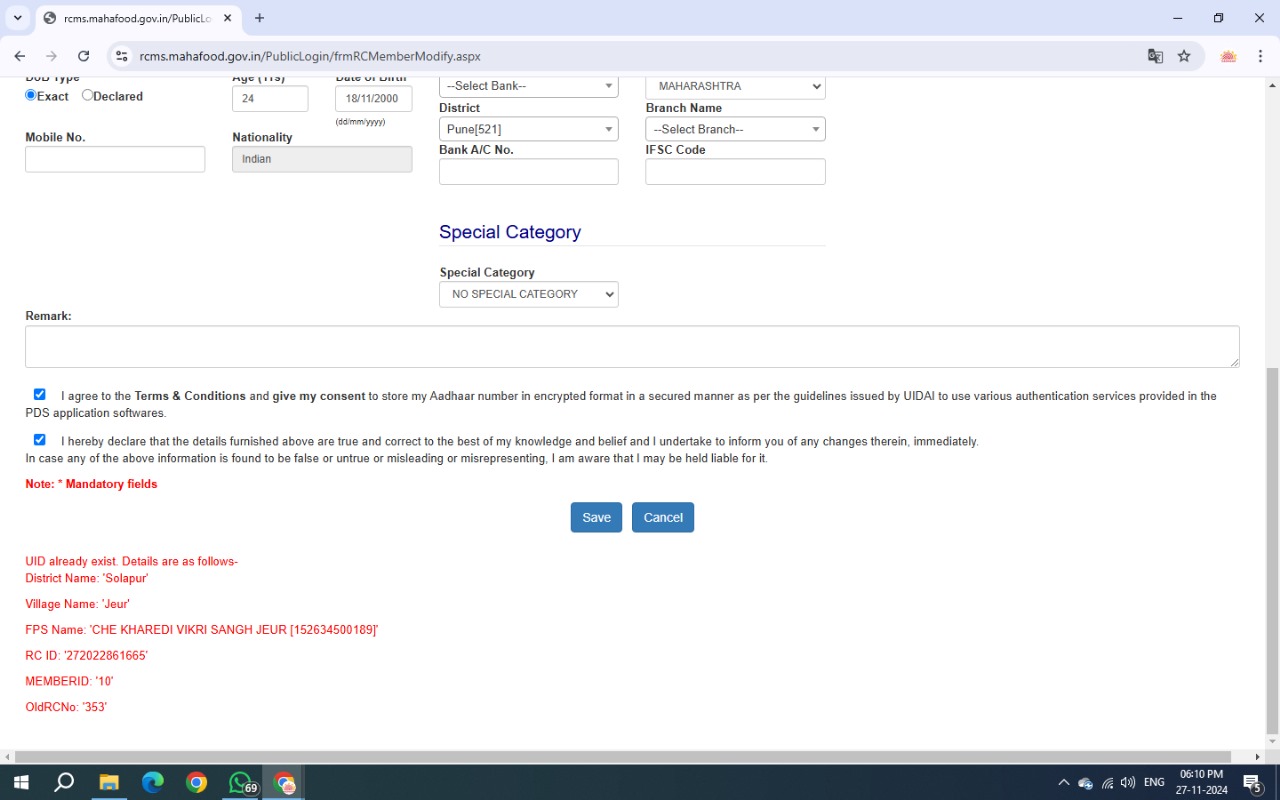 rcms.mahafood.gov.in/PublicLo
rcms.mahafood.gov.in/PublicLogin/frmRCMemberModify.aspx
DoB Type Age (Yrs) Date of Birth
--Select Bank-- MAHARASHTRA
Exact Declared 24 18/11/2000
(dd/mm/yyyy)
District Branch Name
Pune[521] --Select Branch--
Mobile No. Nationality
Indian
Bank A/C No. IFSC Code
Special Category
Special Category
NO SPECIAL CATEGORY
Remark:
I agree to the Terms & Conditions and give my consent to store my Aadhaar number in encrypted format in a secured manner as per the guidelines issued by UIDAI to use various authentication services provided in the
PDS application softwares.
I hereby declare that the details furnished above are true and correct to the best of my knowledge and belief and I undertake to inform you of any changes therein, immediately.
In case any of the above information is found to be false or untrue or misleading or misrepresenting, I am aware that I may be held liable for it.
Note: * Mandatory fields
Save Cancel
UID already exist. Details are as follows-
District Name: 'Solapur'
Village Name: 'Jeur'
FPS Name: 'CHE KHAREDI VIKRI SANGH JEUR [152634500189]'
RC ID: '272022861665'
MEMBERID: '10'
OldRCNo: '353'
69
ENG
06:10 PM
27-11-2024
5